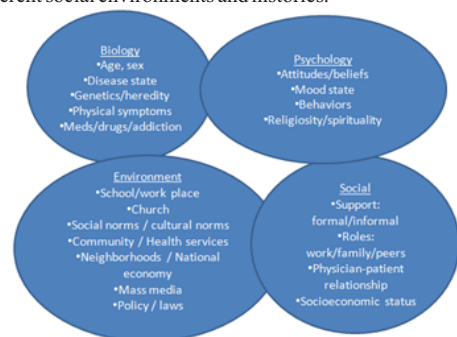 erent social environments and histories.
Biology
•Age, sex
•Disease state
•Genetics/heredity
•Physical symptoms
•Meds/drugs/addiction
Psychology
•Attitudes/beliefs
•Mood state
•Behaviors
•Religiosity/spirituality
Environment
•School/work place
•Church
•Social norms / cultural norms
•Community / Health services
•Neighborhoods / National
economy
•Mass media
•Policy / laws
Social
•Support:
formal/informal
•Roles:
work/family/peers
•Physician-patient
relationship
•Socioeconomic status